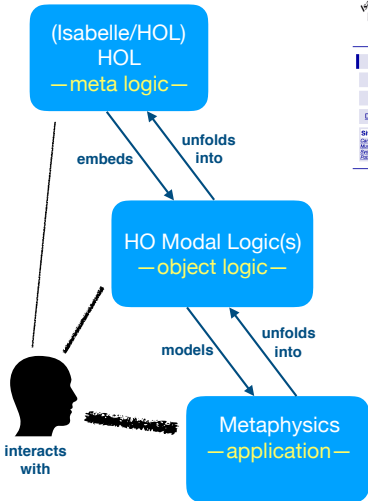 (Isabelle/HOL)
HOL
—meta logic—
embeds
unfolds
into
HO Modal Logic(s)
—object logic—
models
unfolds
into
Metaphysics
—application—
interacts
with